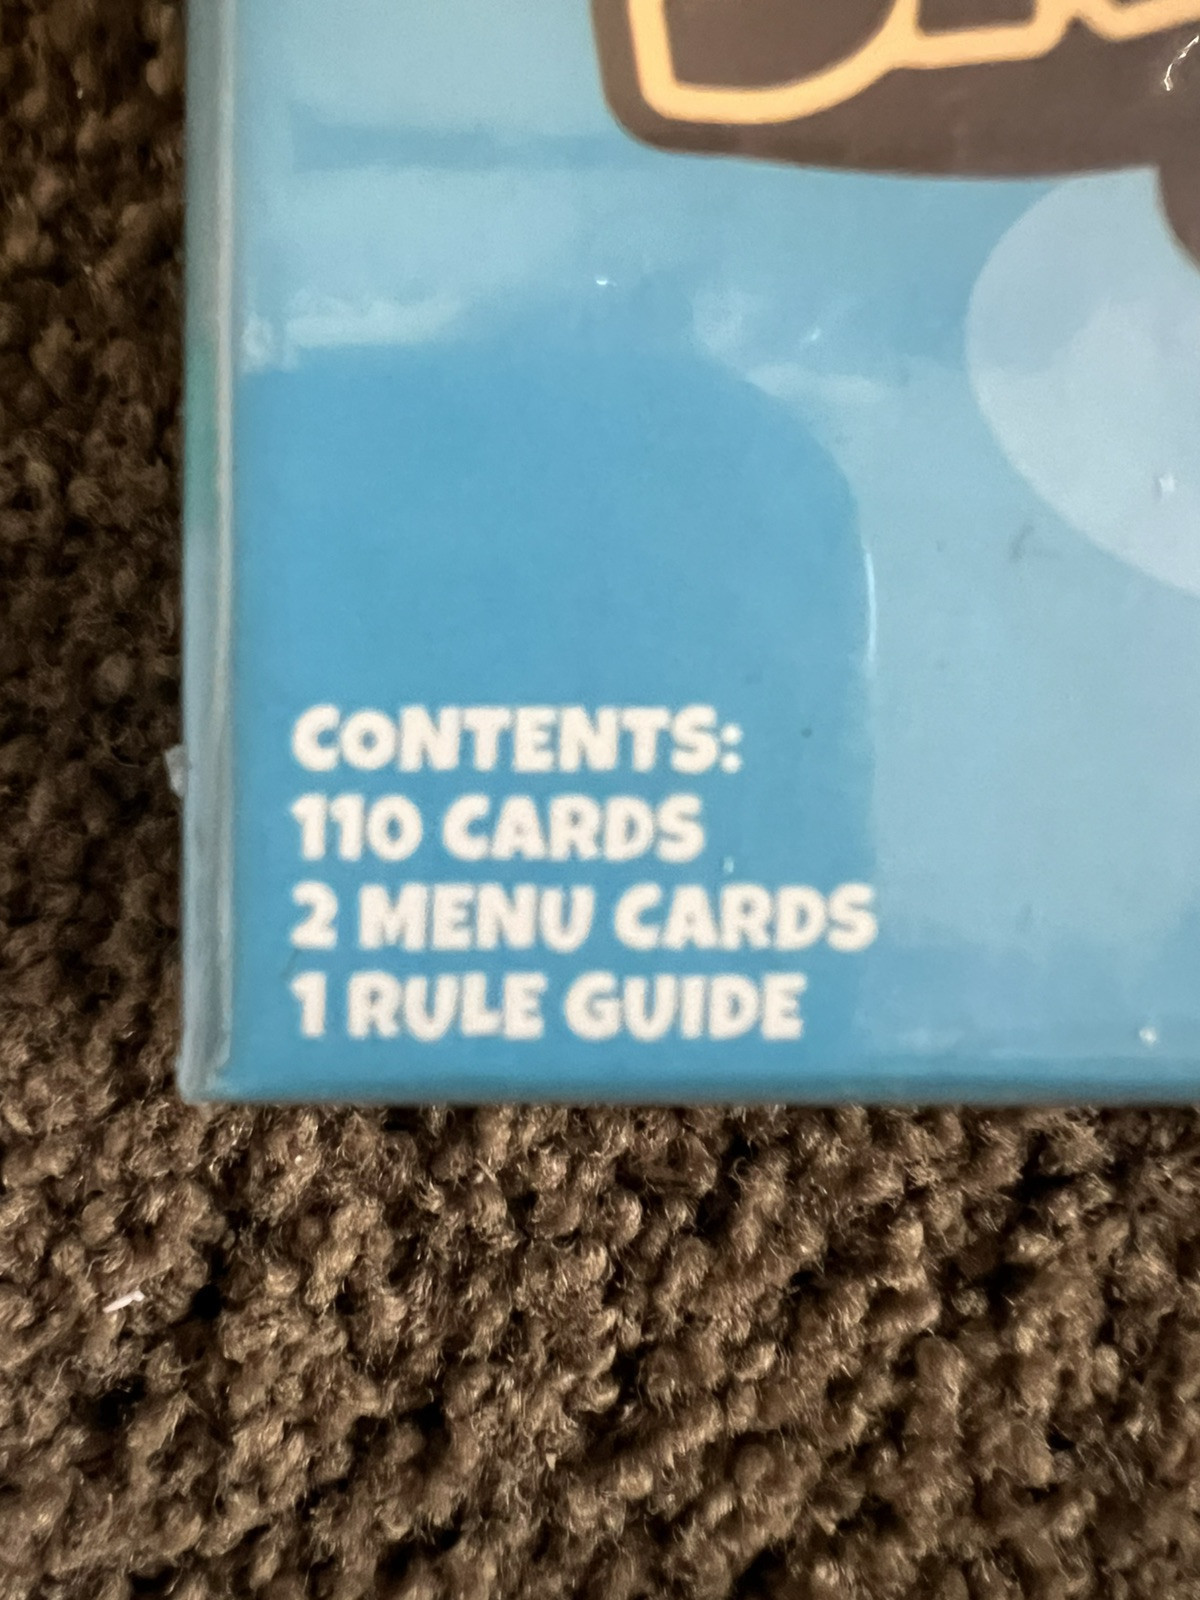 CONTENTS:
110 CARDS
2 MENU CARDS
1 RULE GUIDE